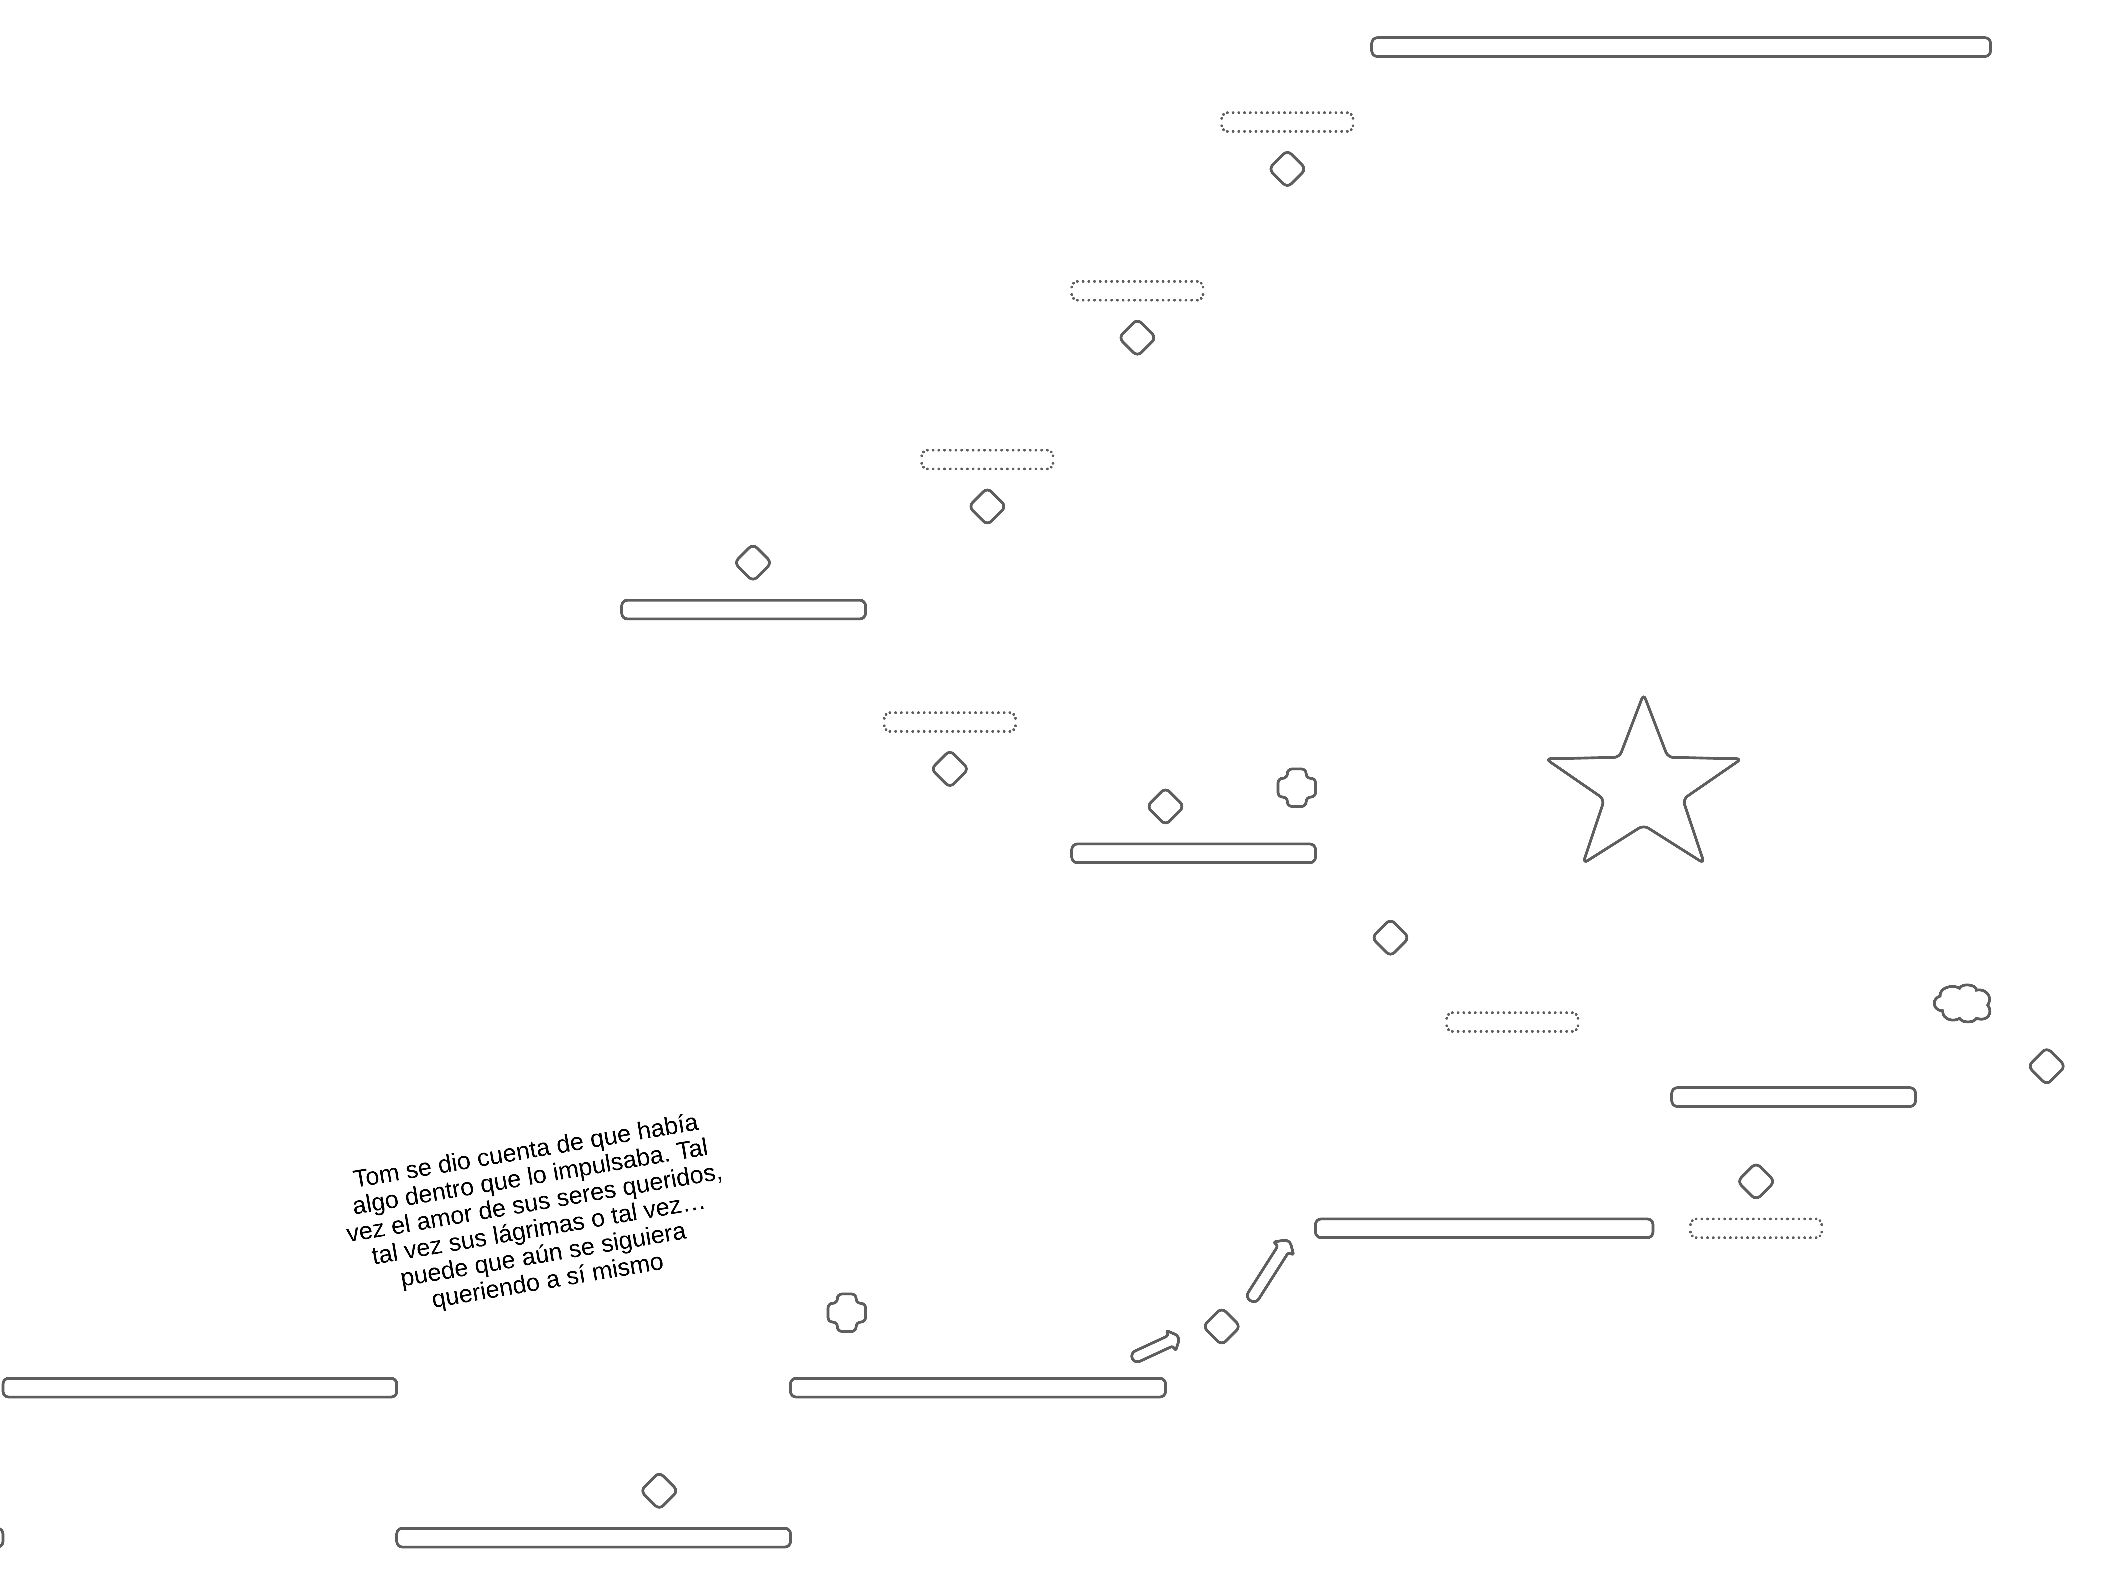 Tom se dio cuenta de que había
algo dentro que lo impulsaba. Tal
vez el amor de sus seres queridos,
tal vez sus lágrimas o tal vez…
puede que aún se siguiera
queriendo a sí mismo